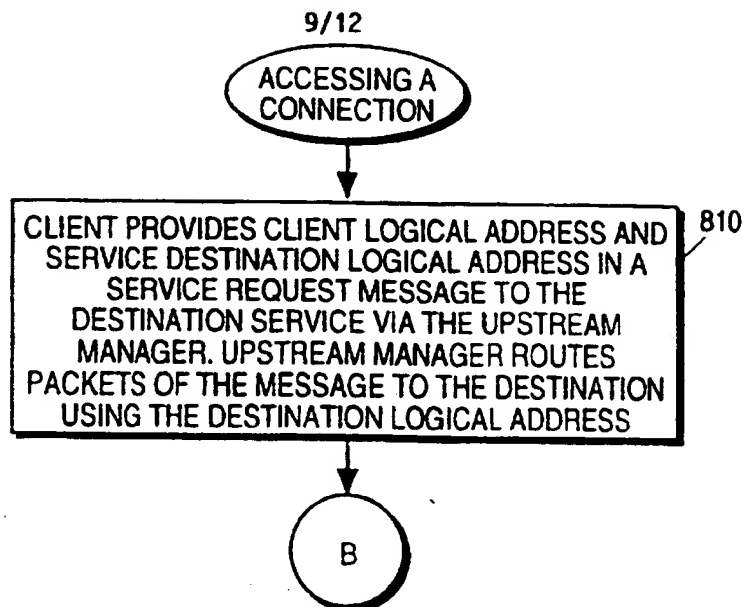 9/12
ACCESSING A
CONNECTION
CLIENT PROVIDES CLIENT LOGICAL ADDRESS AND
SERVICE DESTINATION LOGICAL ADDRESS IN A
SERVICE REQUEST MESSAGE TO THE
DESTINATION SERVICE VIA THE UPSTREAM
MANAGER. UPSTREAM MANAGER ROUTES
PACKETS OF THE MESSAGE TO THE DESTINATION
USING THE DESTINATION LOGICAL ADDRESS
810
B